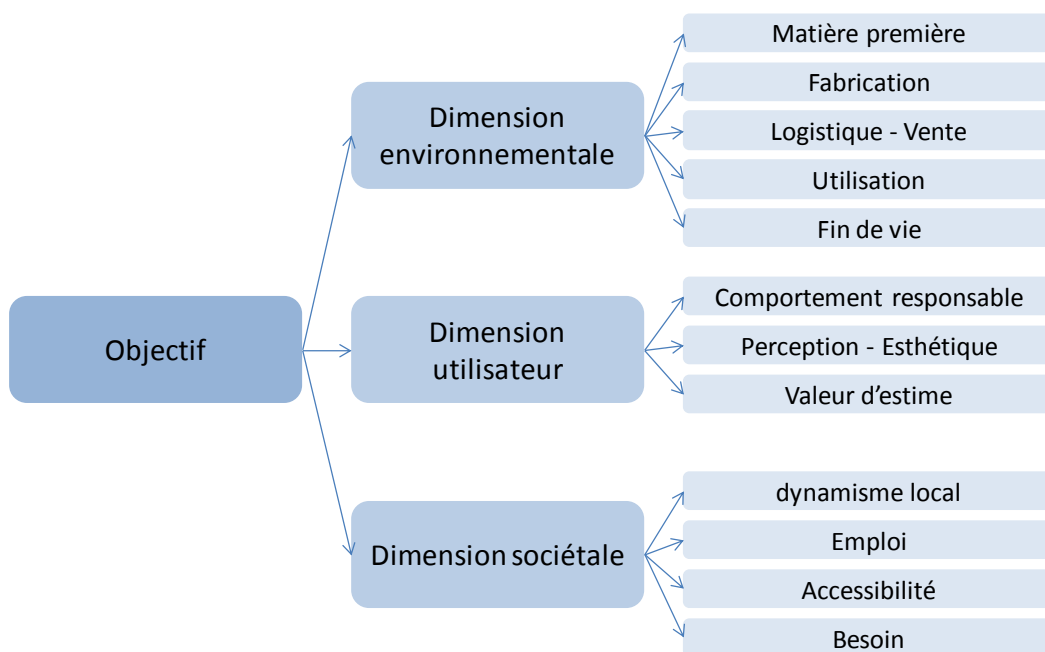 Objectif
Dimension
environnementale
Matière première
Fabrication
Logistique - Vente
Utilisation
Fin de vie
Dimension
utilisateur
Comportement responsable
Perception - Esthétique
Valeur d'estime
Dimension sociétale
dynamisme local
Emploi
Accessibilité
Besoin